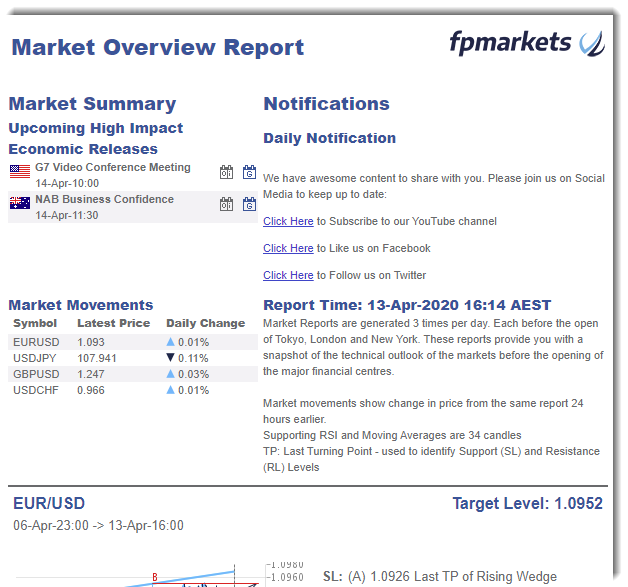 Market Overview Report
fpmarkets
Market Summary
Upcoming High Impact
Economic Releases
G7 Video Conference Meeting
14-Apr-10:00
NAB Business Confidence
14-Apr-11:30
Notifications
Daily Notification
We have awesome content to share with you. Please join us on Social
Media to keep up to date:
Click Here to Subscribe to our YouTube channel
Click Here to Like us on Facebook
Click Here to Follow us on Twitter
Market Movements
Symbol Latest Price Daily Change
EURUSD 1.093 ▲ 0.01%
USDJPY 107.941 ▼ 0.11%
GBPUSD 1.247 ▲ 0.03%
USDCHF 0.966 ▲ 0.01%
Report Time: 13-Apr-2020 16:14 AEST
Market Reports are generated 3 times per day. Each before the open
of Tokyo, London and New York. These reports provide you with a
snapshot of the technical outlook of the markets before the opening of
the major financial centres.
Market movements show change in price from the same report 24
hours earlier.
Supporting RSI and Moving Averages are 34 candles
TP: Last Turning Point - used to identify Support (SL) and Resistance
(RL) Levels
EUR/USD
Target Level: 1.0952
06-Apr-23:00 -> 13-Apr-16:00
B
1.0980
1.0960
SL: (A) 1.0926 Last TP of Rising Wedge